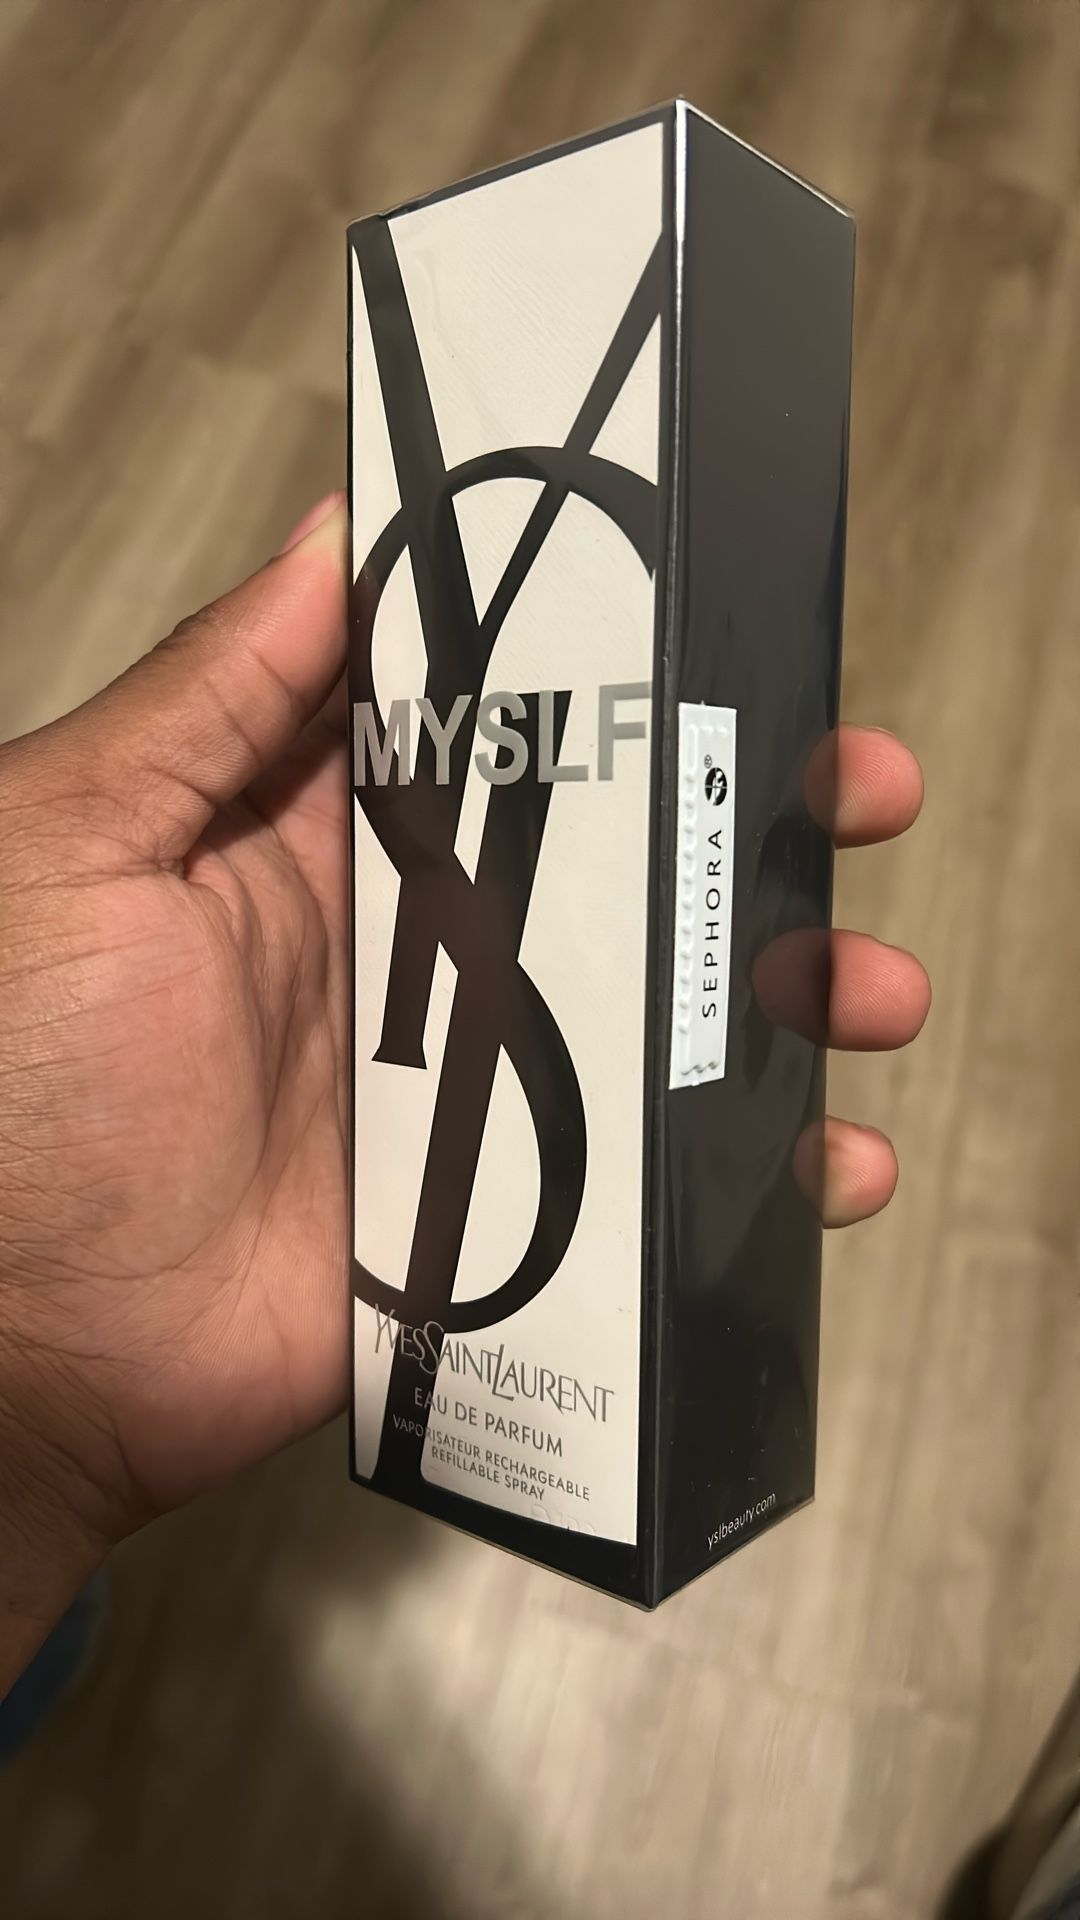 MYSLF
YVESSAINTLAURENT
EAU DE PARFUM
VAPORISATEUR RECHARGEABLE
REFILLABLE SPRAY
SEPHORA ®
yslbeauty.com